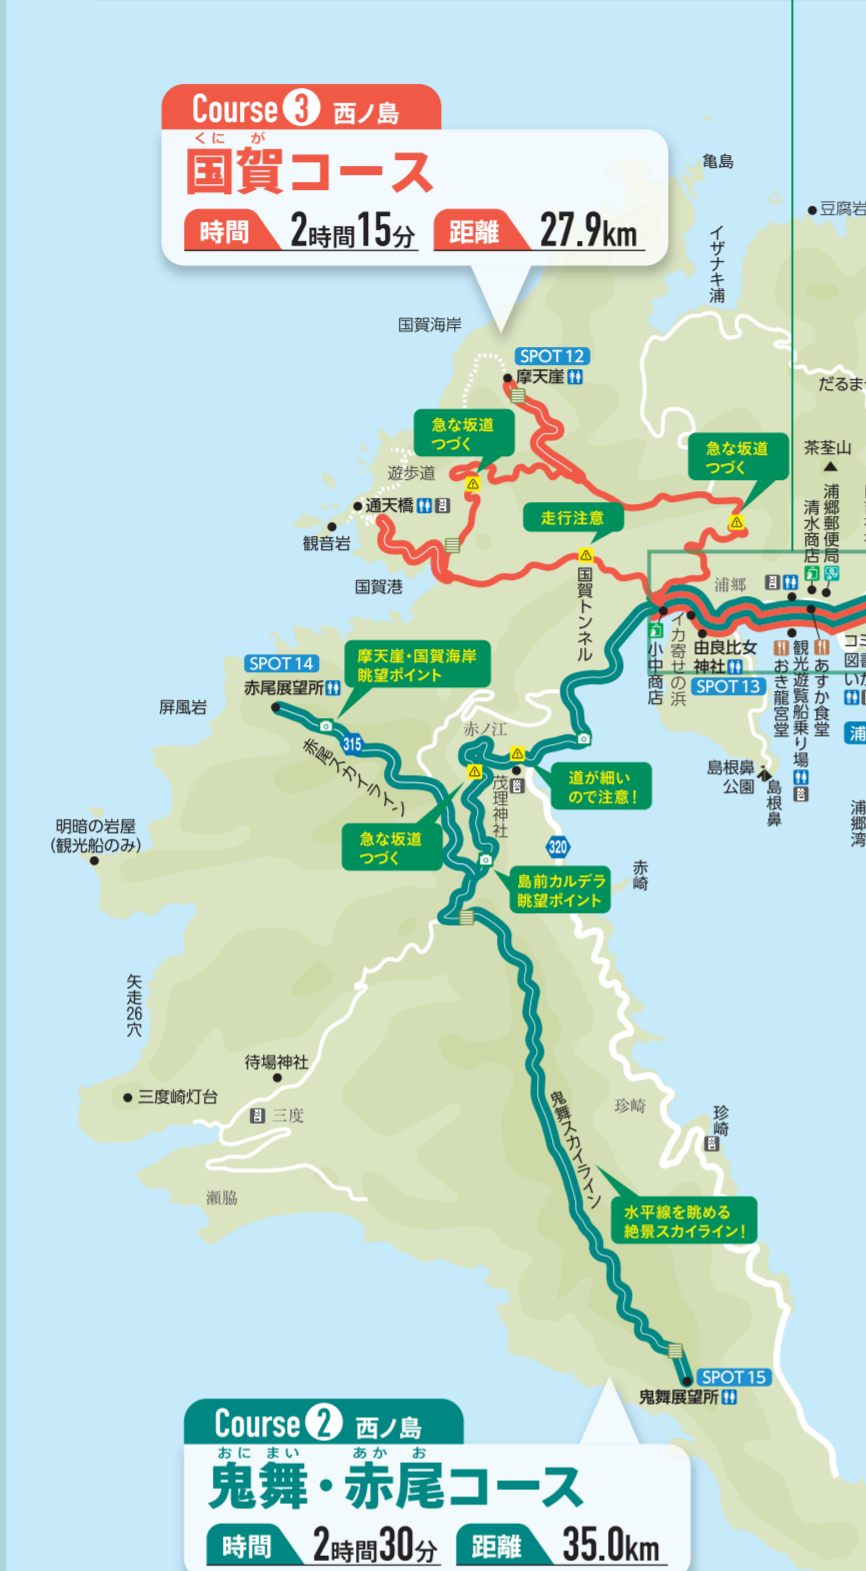 Course 3 西ノ島
くに が
国賀コース
時間 2時間15分 距離 27.9km
亀島
豆腐岩
イザナキ浦
国賀海岸
SPOT 12
摩天崖
だるま
急な坂道
つづく
急な坂道
つづく
茶荃山
遊歩道
通天橋
観音岩
走行注意
清水商店
浦郷郵便局
国賀港
国賀トンネル
浦郷
小中商店
イカ寄せの浜
由良比女
神社
SPOT 13
おき龍宮堂
観光遊覧船乗り場
あすか食堂
コミ
図書
いか
浦
SPOT 14
赤尾展望所
摩天崖・国賀海岸
眺望ポイント
屏風岩
315
赤尾スカイライン
赤ノ江
道が細い
ので注意!
茂理神社
島根鼻
公園
島根鼻
浦郷湾
明暗の岩屋
(観光船のみ)
急な坂道
つづく
320
赤崎
島前カルデラ
眺望ポイント
矢走26穴
待場神社
三度崎灯台
三度
鬼舞スカイライン
珍崎
珍崎
瀬脇
水平線を眺める
絶景スカイライン!
SPOT 15
鬼舞展望所
Course 2 西ノ島
おに まい あか お
鬼舞・赤尾コース
時間 2時間30分 距離 35.0km